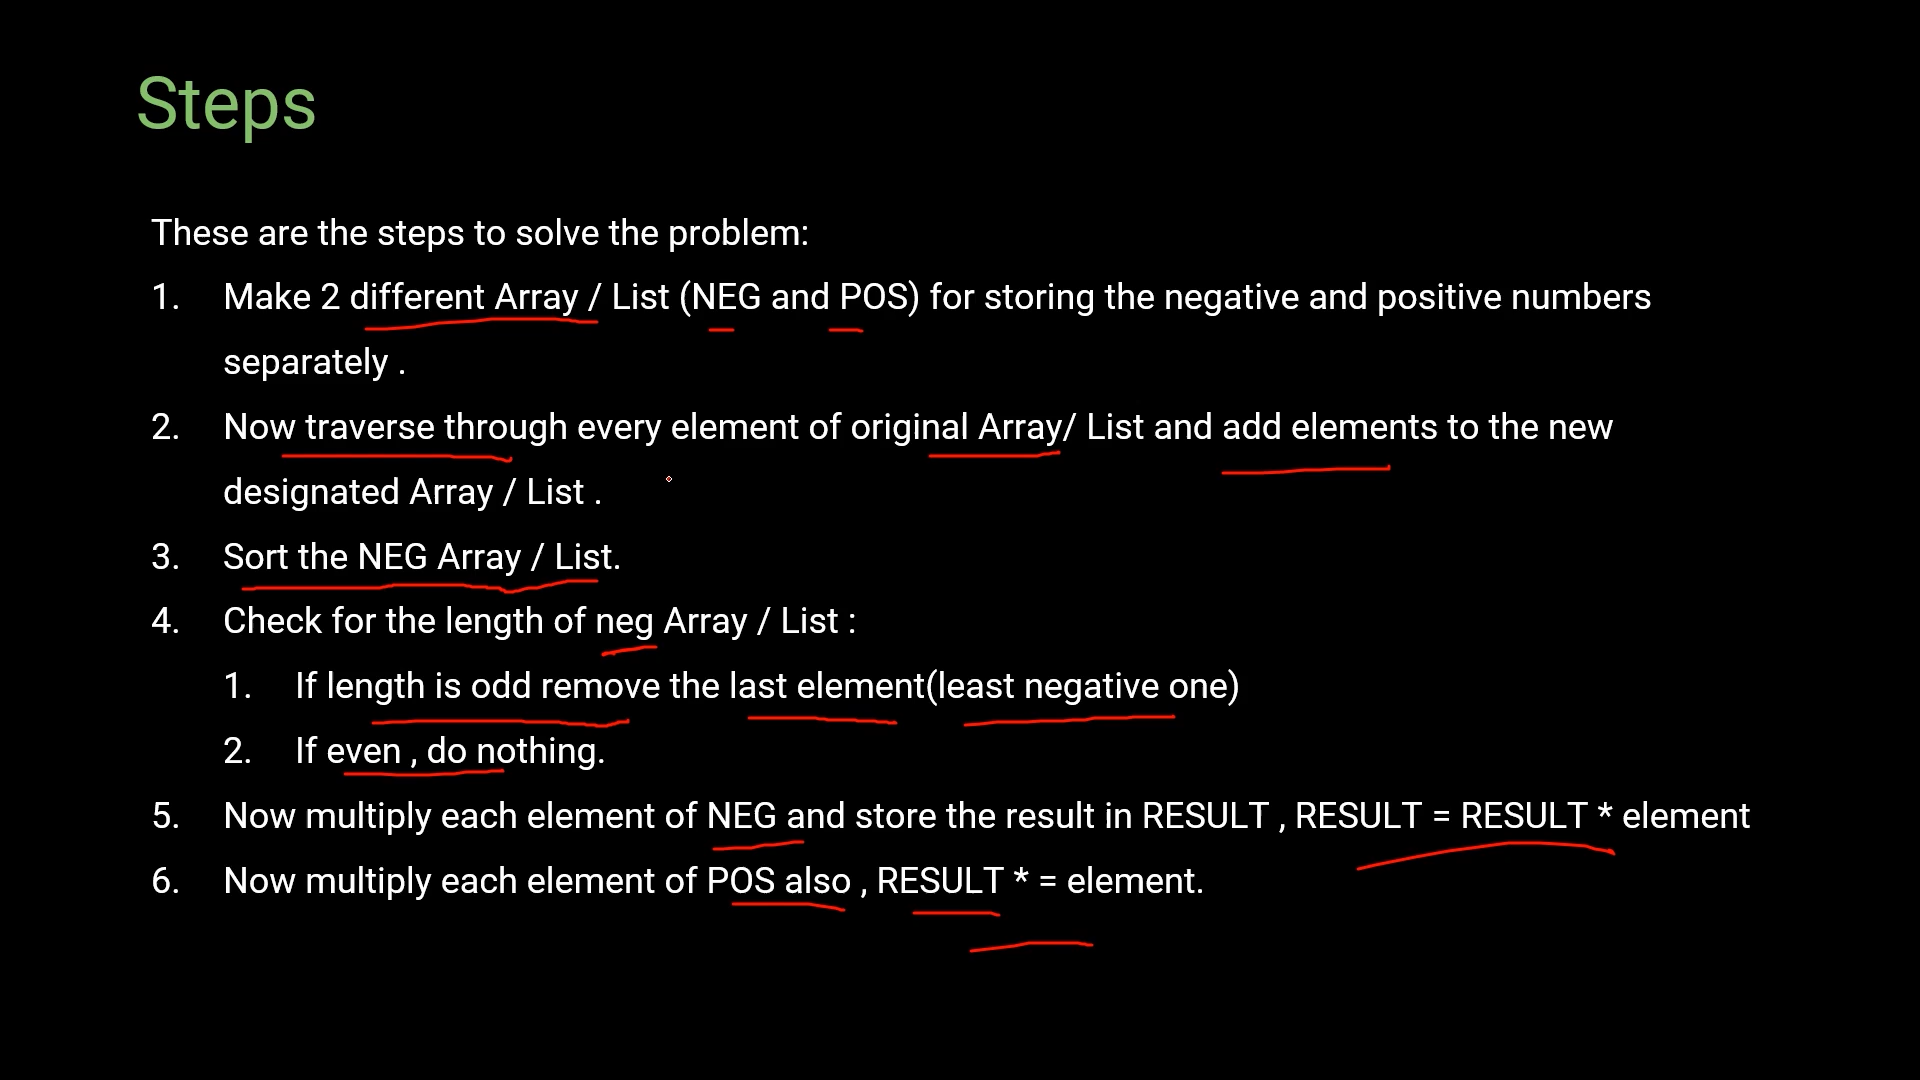 Steps
These are the steps to solve the problem:
1. Make 2 different Array / List (NEG and POS) for storing the negative and positive numbers
separately .
2. Now traverse through every element of original Array/ List and add elements to the new
designated Array / List .
3. Sort the NEG Array / List.
4. Check for the length of neg Array / List :
1. If length is odd remove the last element(least negative one)
2. If even , do nothing.
5. Now multiply each element of NEG and store the result in RESULT , RESULT = RESULT * element
6. Now multiply each element of POS also , RESULT * = element.